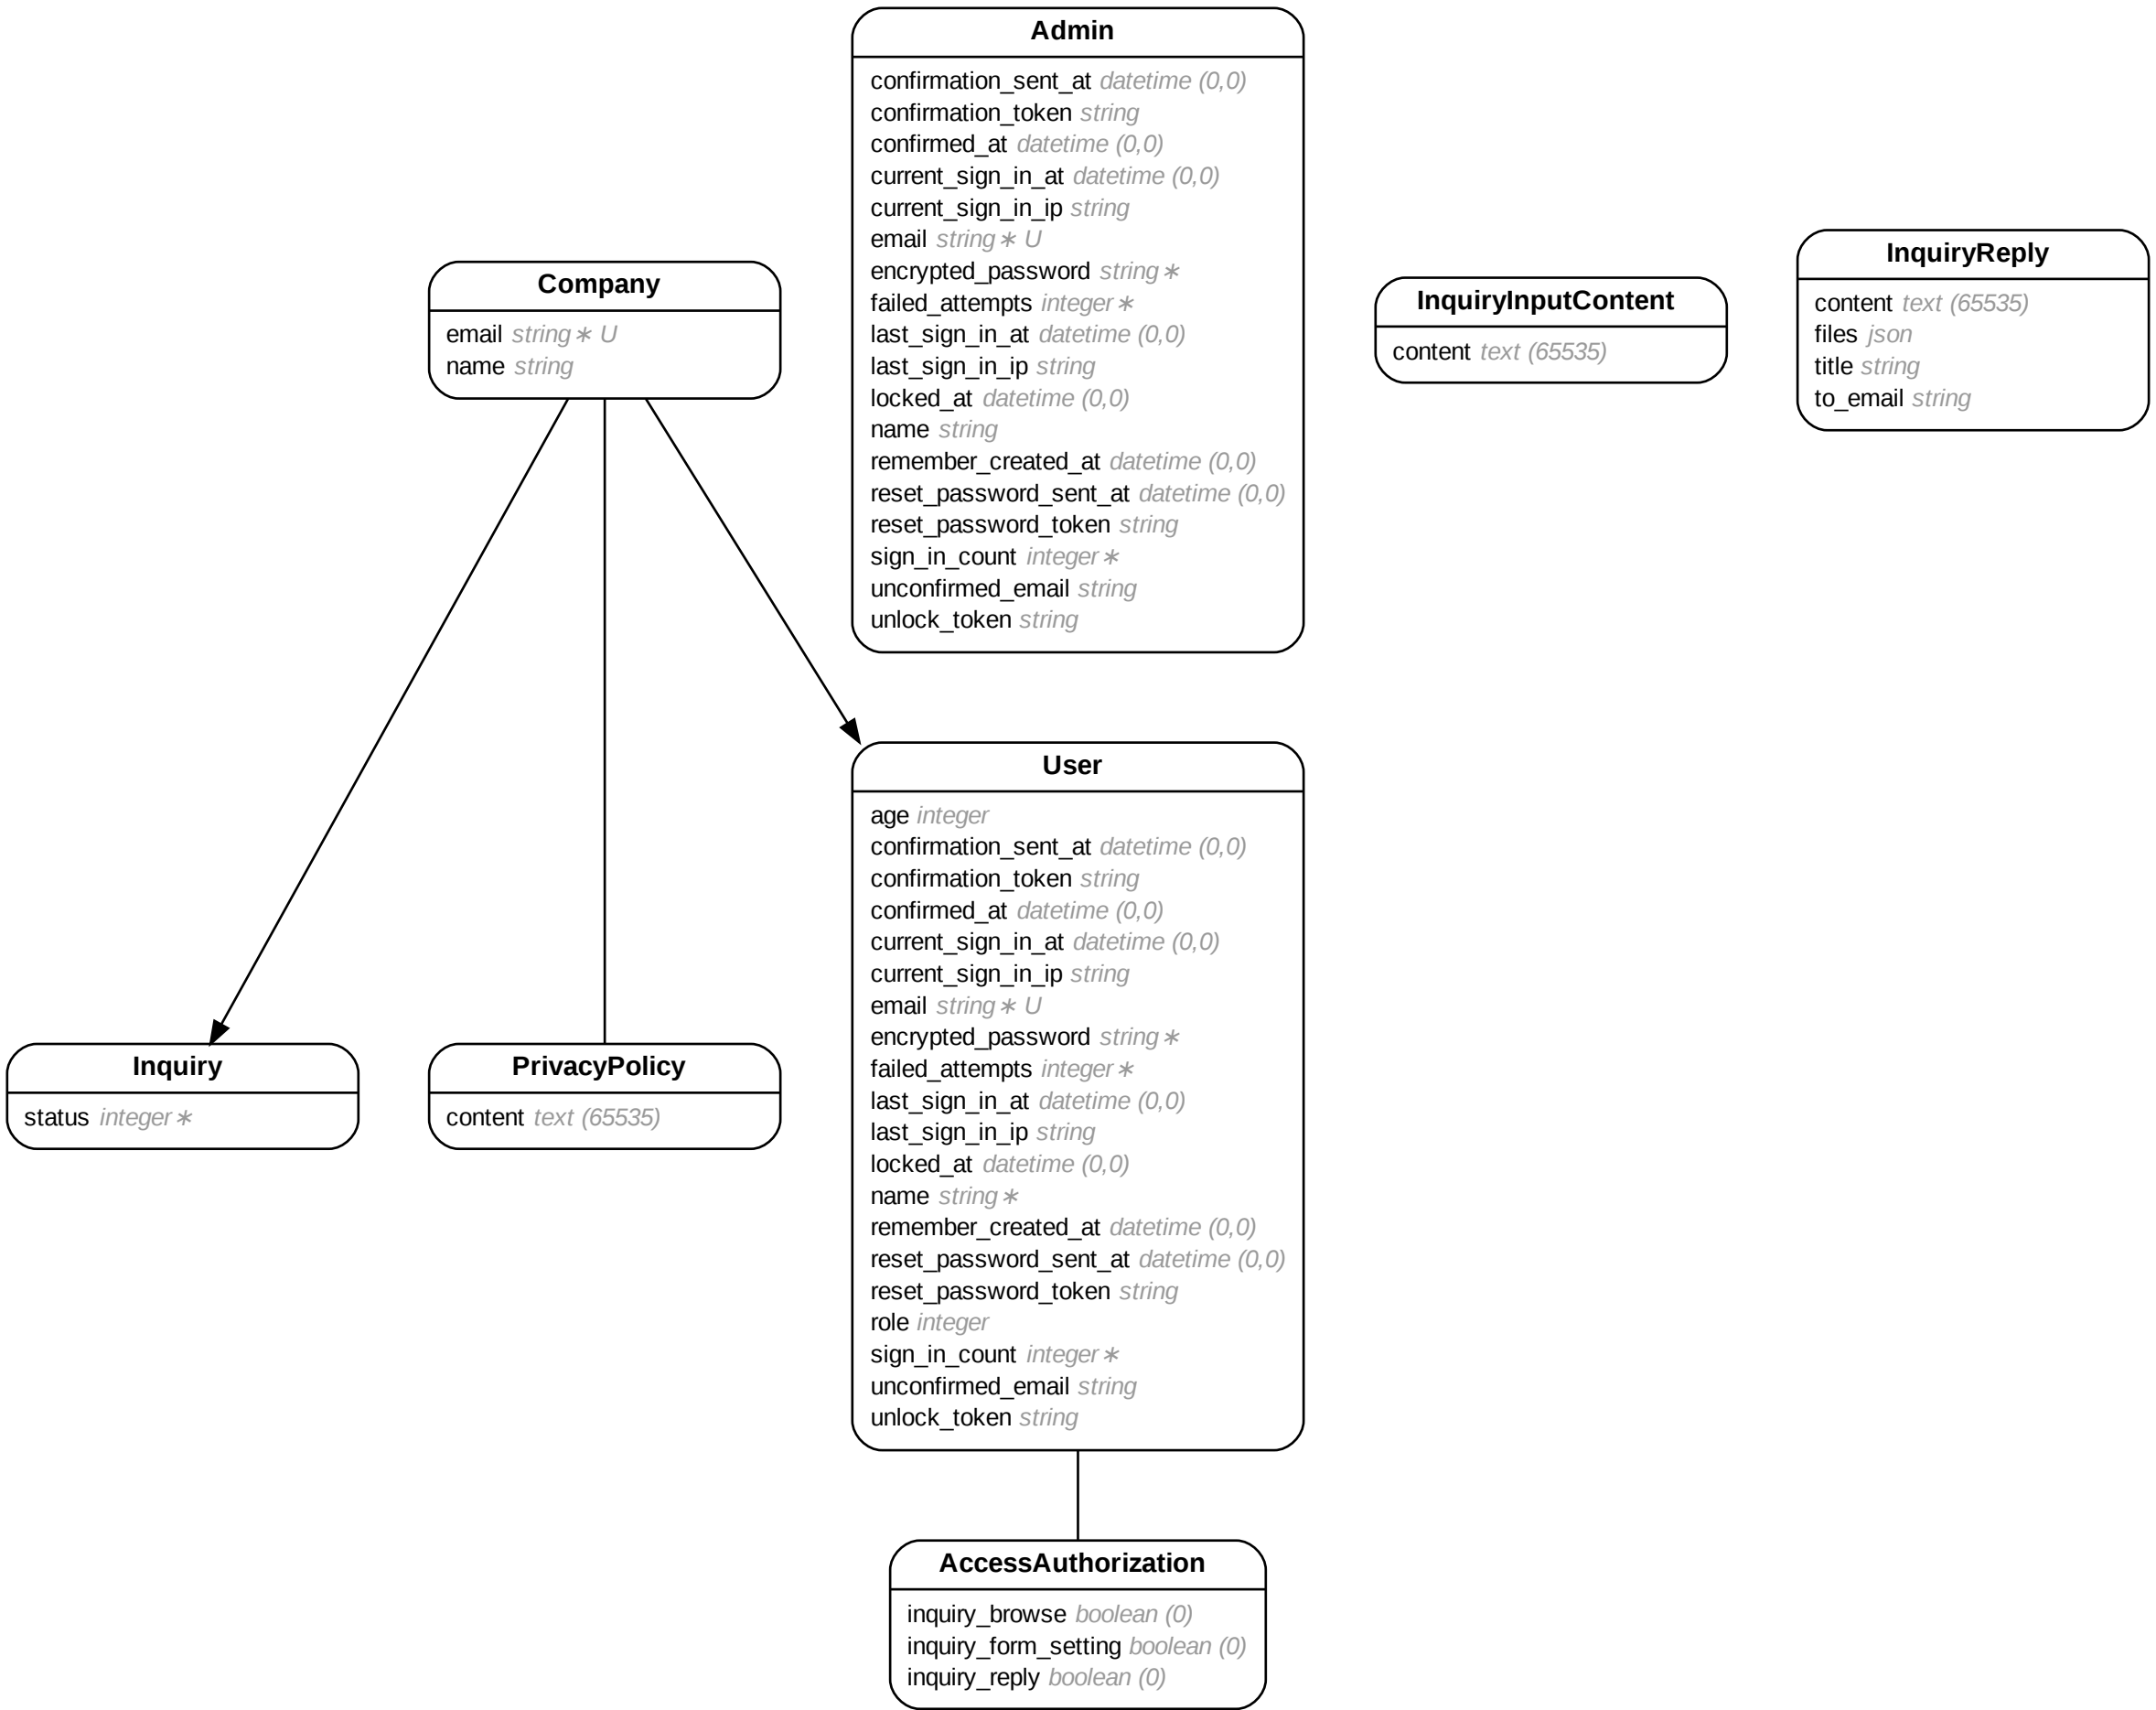 Admin
confirmation_sent_at datetime (0,0)
confirmation_token string
confirmed_at datetime (0,0)
current_sign_in_at datetime (0,0)
current_sign_in_ip string
email string∗ U
encrypted_password string∗
failed_attempts integer∗
last_sign_in_at datetime (0,0)
last_sign_in_ip string
locked_at datetime (0,0)
name string
remember_created_at datetime (0,0)
reset_password_sent_at datetime (0,0)
reset_password_token string
sign_in_count integer∗
unconfirmed_email string
unlock_token string
Company
email string∗ U
name string
InquiryInputContent
content text (65535)
InquiryReply
content text (65535)
files json
title string
to_email string
Inquiry
status integer∗
PrivacyPolicy
content text (65535)
User
age integer
confirmation_sent_at datetime (0,0)
confirmation_token string
confirmed_at datetime (0,0)
current_sign_in_at datetime (0,0)
current_sign_in_ip string
email string∗ U
encrypted_password string∗
failed_attempts integer∗
last_sign_in_at datetime (0,0)
last_sign_in_ip string
locked_at datetime (0,0)
name string∗
remember_created_at datetime (0,0)
reset_password_sent_at datetime (0,0)
reset_password_token string
role integer
sign_in_count integer∗
unconfirmed_email string
unlock_token string
AccessAuthorization
inquiry_browse boolean (0)
inquiry_form_setting boolean (0)
inquiry_reply boolean (0)